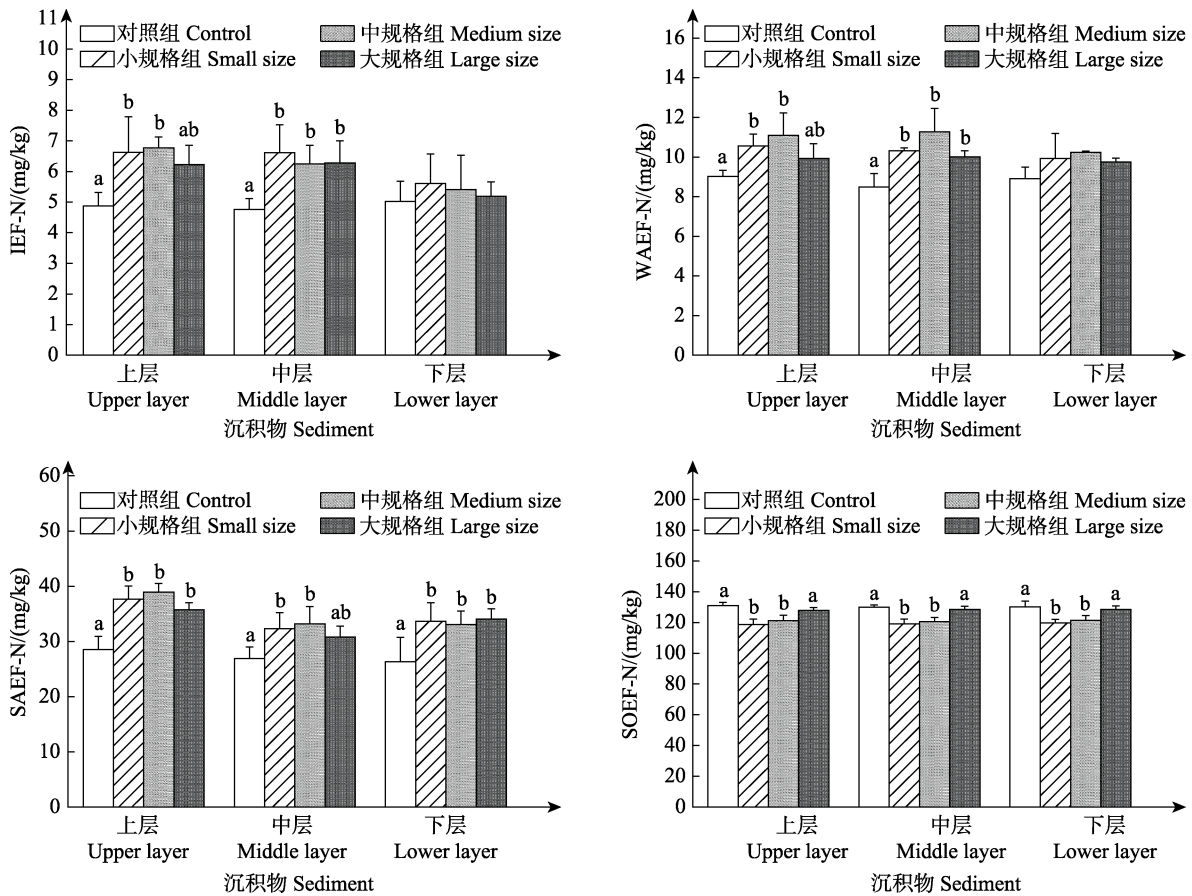 IEF-N/(mg/kg)
11
10
9
8
7
6
5
4
3
2
1
0
对照组 Control
中规格组 Medium size
小规格组 Small size
大规格组 Large size
a b b ab
a b b b
上层 中层 下层
Upper layer Middle layer Lower layer
沉积物 Sediment
WAEF-N/(mg/kg)
16
14
12
10
8
6
4
2
0
对照组 Control
中规格组 Medium size
小规格组 Small size
大规格组 Large size
a b b ab
a b b b
上层 中层 下层
Upper layer Middle layer Lower layer
沉积物 Sediment
SAEF-N/(mg/kg)
60
50
40
30
20
10
0
对照组 Control
中规格组 Medium size
小规格组 Small size
大规格组 Large size
a b b b
a b b ab
a b b b
上层 中层 下层
Upper layer Middle layer Lower layer
沉积物 Sediment
SOEF-N/(mg/kg)
200
180
160
140
120
100
80
60
40
120
0
对照组 Control
中规格组 Medium size
小规格组 Small size
大规格组 Large size
a b b a
a b b a
a b b a
上层 中层 下层
Upper layer Middle layer Lower layer
沉积物 Sediment